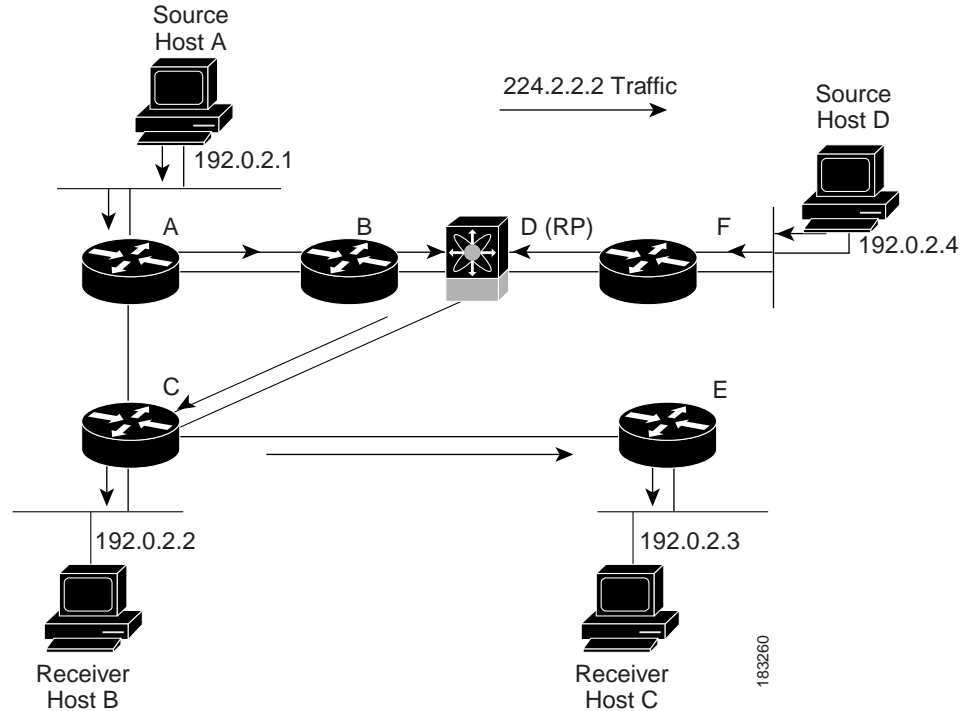 Source
Host A
224.2.2.2 Traffic
Source
Host D
192.0.2.1
A
B
D (RP)
F
192.0.2.4
C
E
192.0.2.2
192.0.2.3
Receiver
Host B
Receiver
Host C
183260